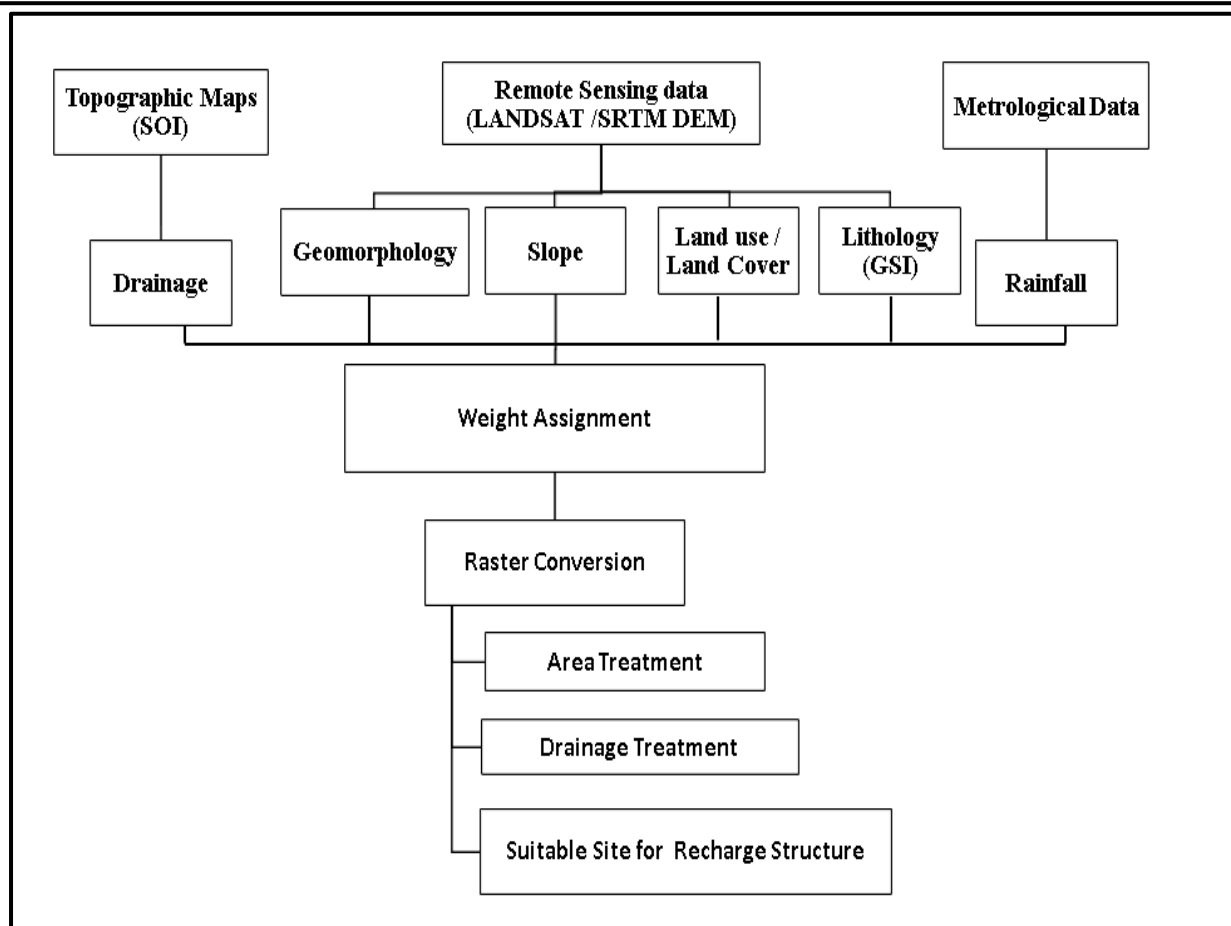 Topographic Maps
(SOI)
Remote Sensing data
(LANDSAT /SRTM DEM)
Metrological Data
Drainage
Geomorphology
Slope
Land use /
Land Cover
Lithology
(GSI)
Rainfall
Weight Assignment
Raster Conversion
Area Treatment
Drainage Treatment
Suitable Site for Recharge Structure